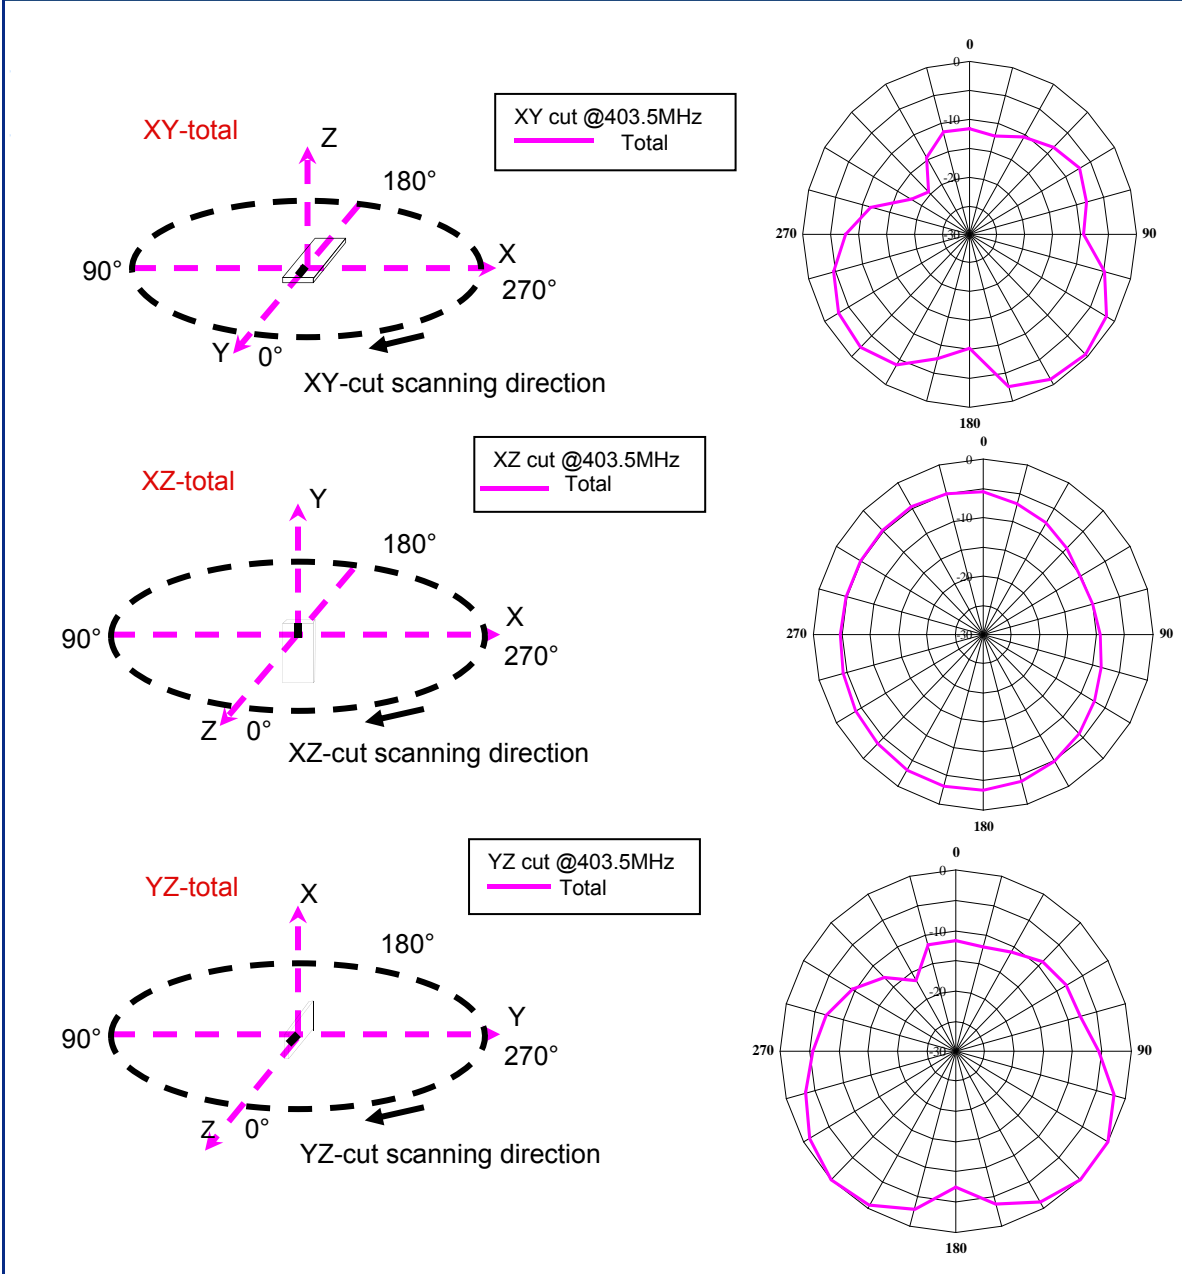 XY-total
Z
180°
90°
X
270°
Y
0°
XY-cut scanning direction
XY cut @403.5MHz
Total
0
0
-10
-20
-30
270
90
180
XZ-total
Y
180°
90°
X
270°
Z
0°
XZ-cut scanning direction
XZ cut @403.5MHz
Total
0
0
-10
-20
-30
270
90
180
YZ-total
X
180°
90°
Y
270°
Z
0°
YZ-cut scanning direction
YZ cut @403.5MHz
Total
0
0
-10
-20
-30
270
90
180